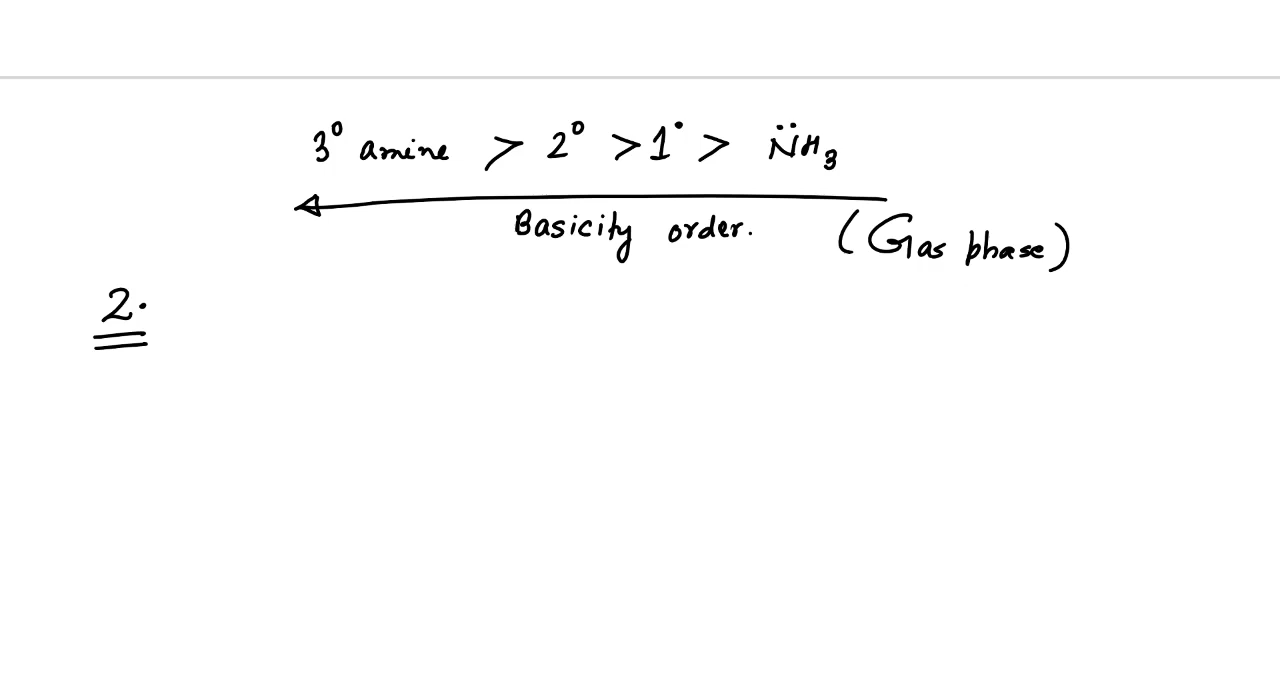 3° amine > 2° > 1° > N̈H₃
Basicity order. (Gas phase)
2.